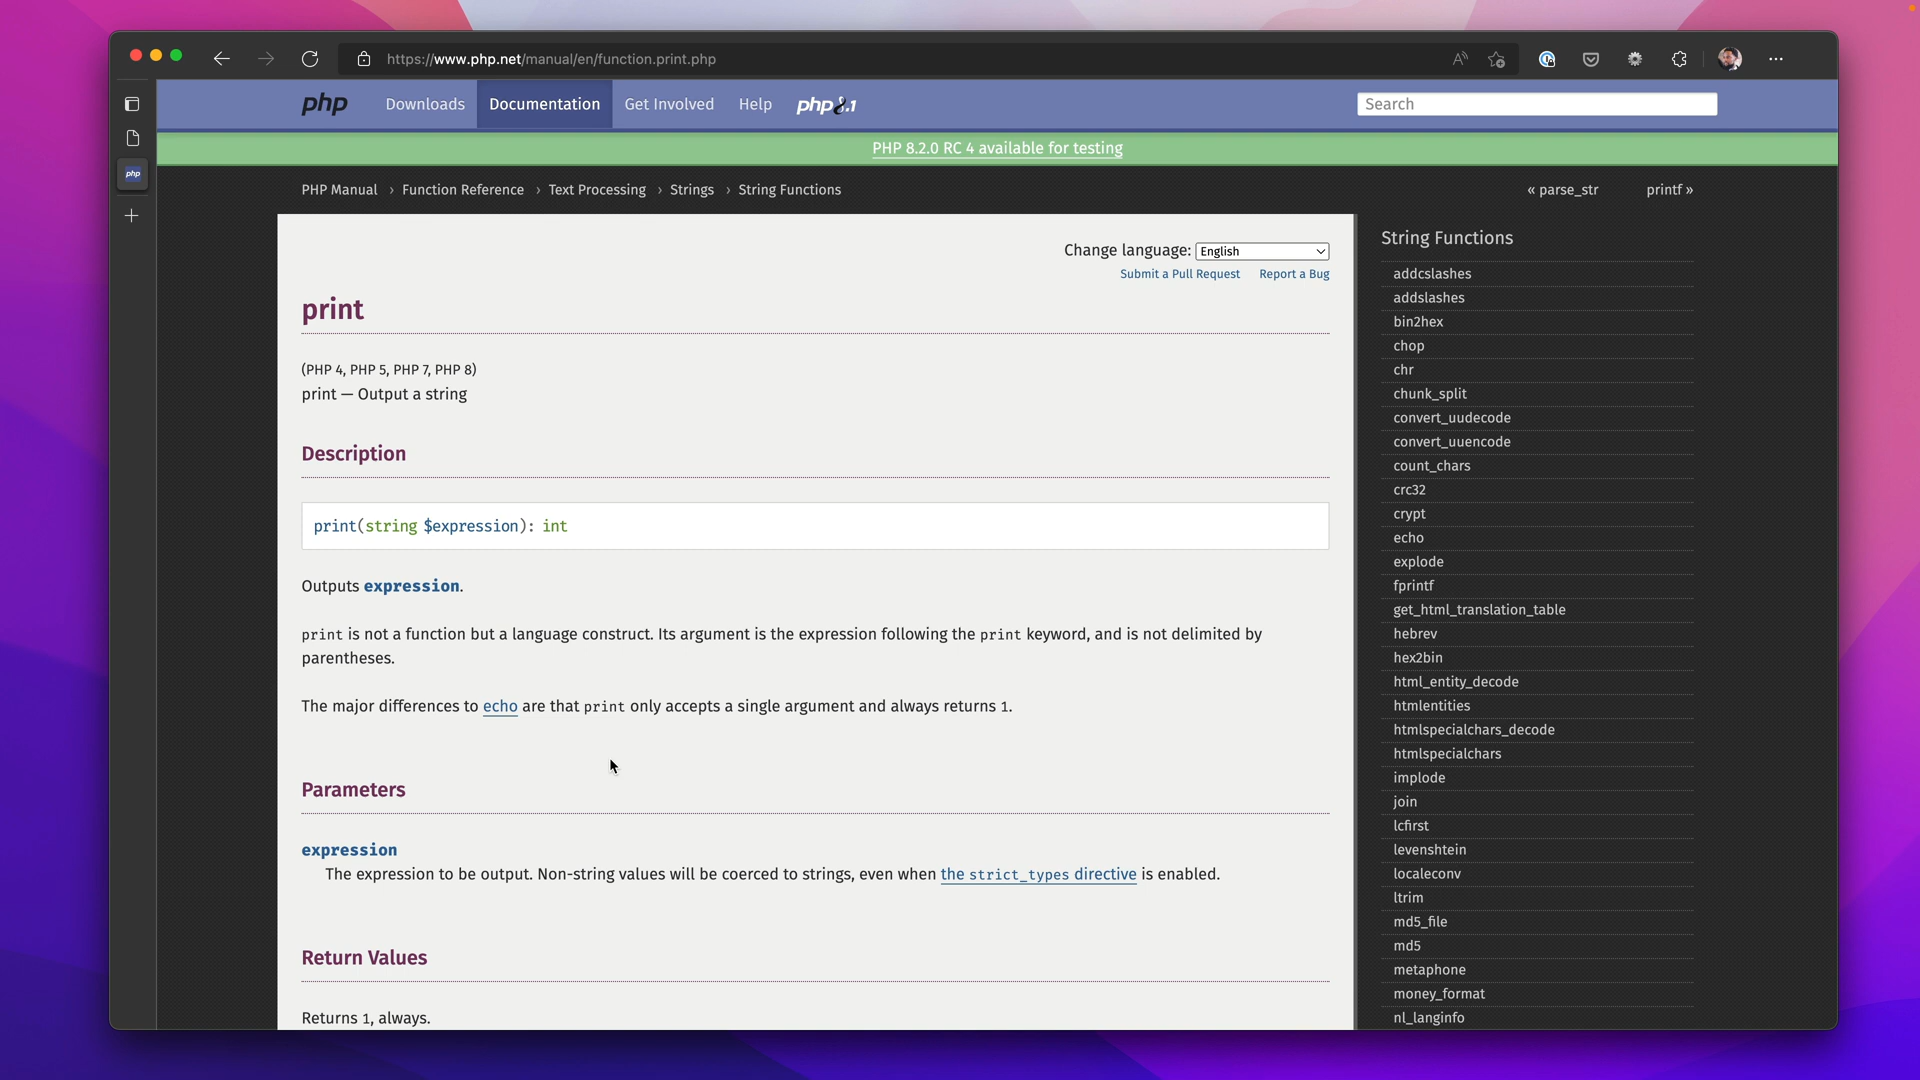 https://www.php.net/manual/en/function.print.php
php
Downloads
Documentation
Get Involved
Help
php8.1
Search
PHP 8.2.0 RC 4 available for testing
php
PHP Manual › Function Reference › Text Processing › Strings › String Functions
« parse_str
printf »
Change language: English
Submit a Pull Request
Report a Bug
print
(PHP 4, PHP 5, PHP 7, PHP 8)
print — Output a string
Description
print(string $expression): int
Outputs expression.
print is not a function but a language construct. Its argument is the expression following the print keyword, and is not delimited by
parentheses.
The major differences to echo are that print only accepts a single argument and always returns 1.
Parameters
expression
The expression to be output. Non-string values will be coerced to strings, even when the strict_types directive is enabled.
Return Values
Returns 1, always.
String Functions
addcslashes
addslashes
bin2hex
chop
chr
chunk_split
convert_uudecode
convert_uuencode
count_chars
crc32
crypt
echo
explode
fprintf
get_html_translation_table
hebrev
hex2bin
html_entity_decode
htmlentities
htmlspecialchars_decode
htmlspecialchars
implode
join
lcfirst
levenshtein
localeconv
ltrim
md5_file
md5
metaphone
money_format
nl_langinfo